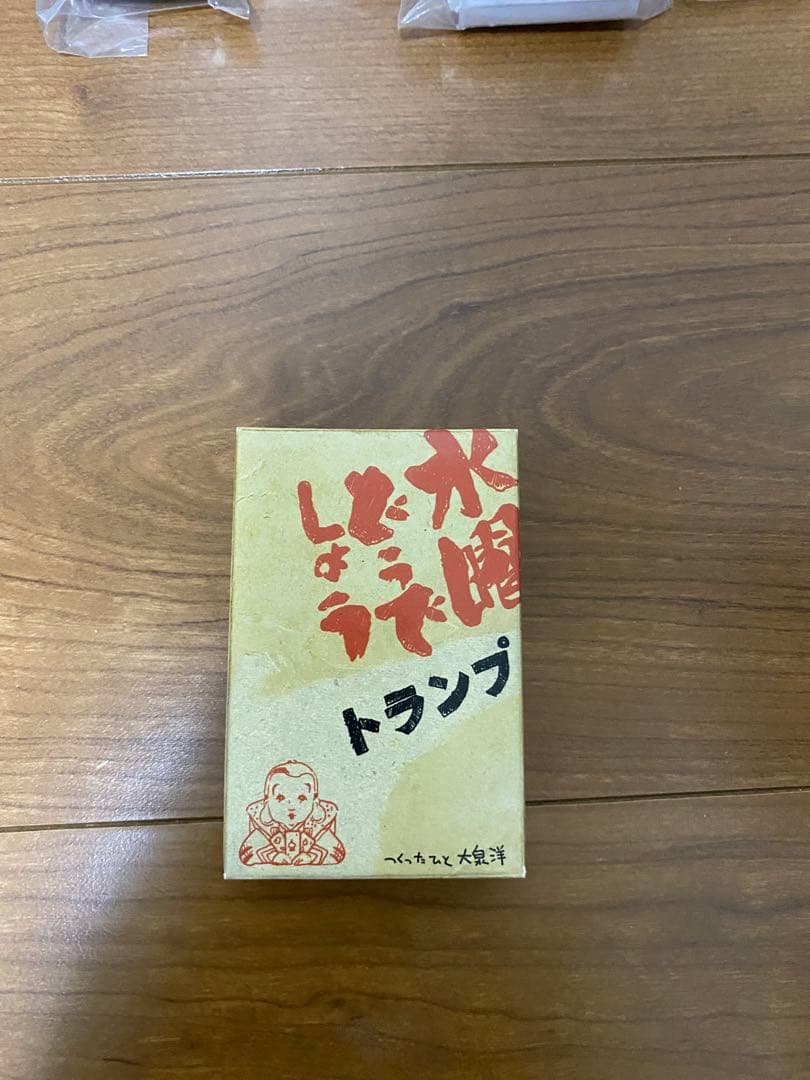 水曜
どうで
しょう
トランプ
つくったひと 大泉洋